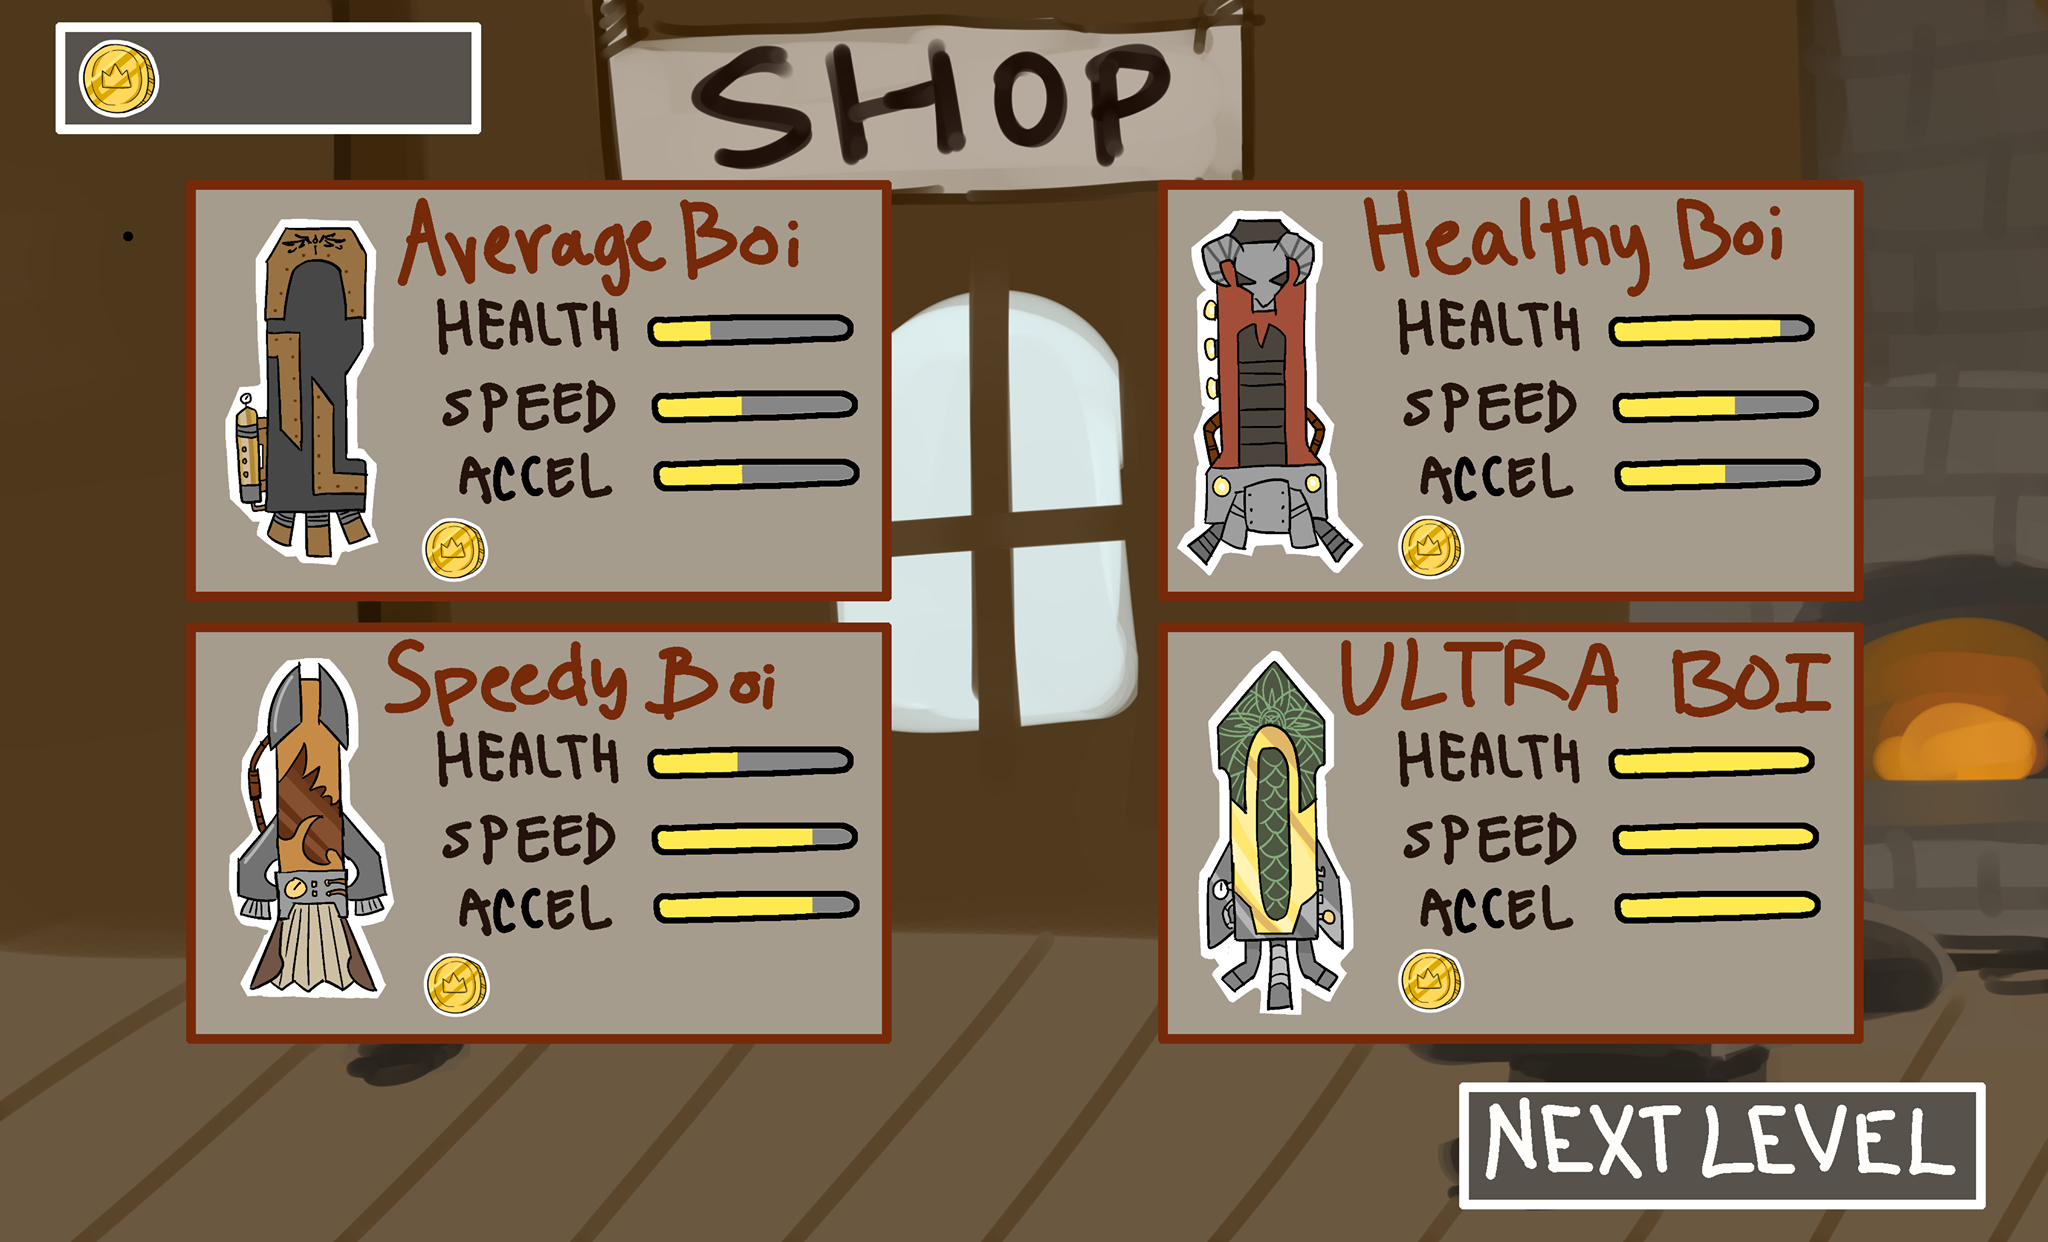 SHOP
Average Boi
HEALTH
SPEED
ACCEL
Healthy Boi
HEALTH
SPEED
ACCEL
Speedy Boi
HEALTH
SPEED
ACCEL
ULTRA BOI
HEALTH
SPEED
ACCEL
NEXT LEVEL